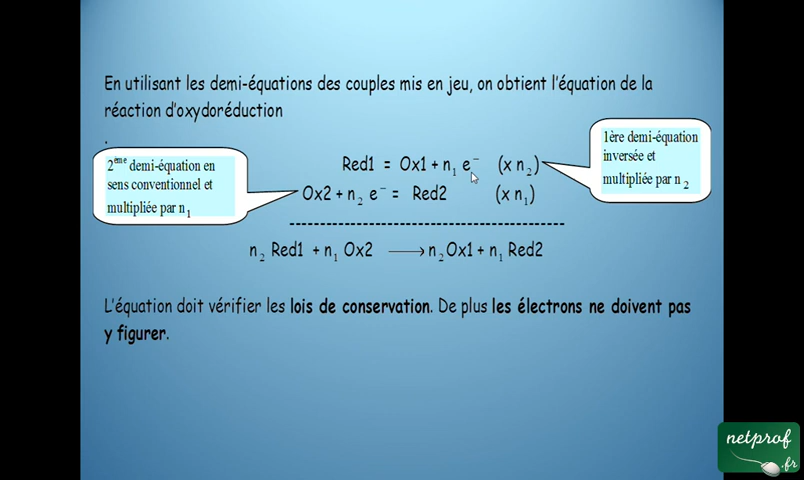 En utilisant les demi-équations des couples mis en jeu, on obtient l'équation de la
réaction d'oxydoréduction
.
2ème demi-équation en
sens conventionnel et
multipliée par n1
1ère demi-équation
inversée et
multipliée par n 2
Red1 = Ox1 + n1 e⁻ (x n2)
Ox2 + n2 e⁻ = Red2 (x n1)
n2 Red1 + n1 Ox2 ⟶ n2 Ox1 + n1 Red2
L'équation doit vérifier les lois de conservation. De plus les électrons ne doivent pas
y figurer.
netprof
.fr